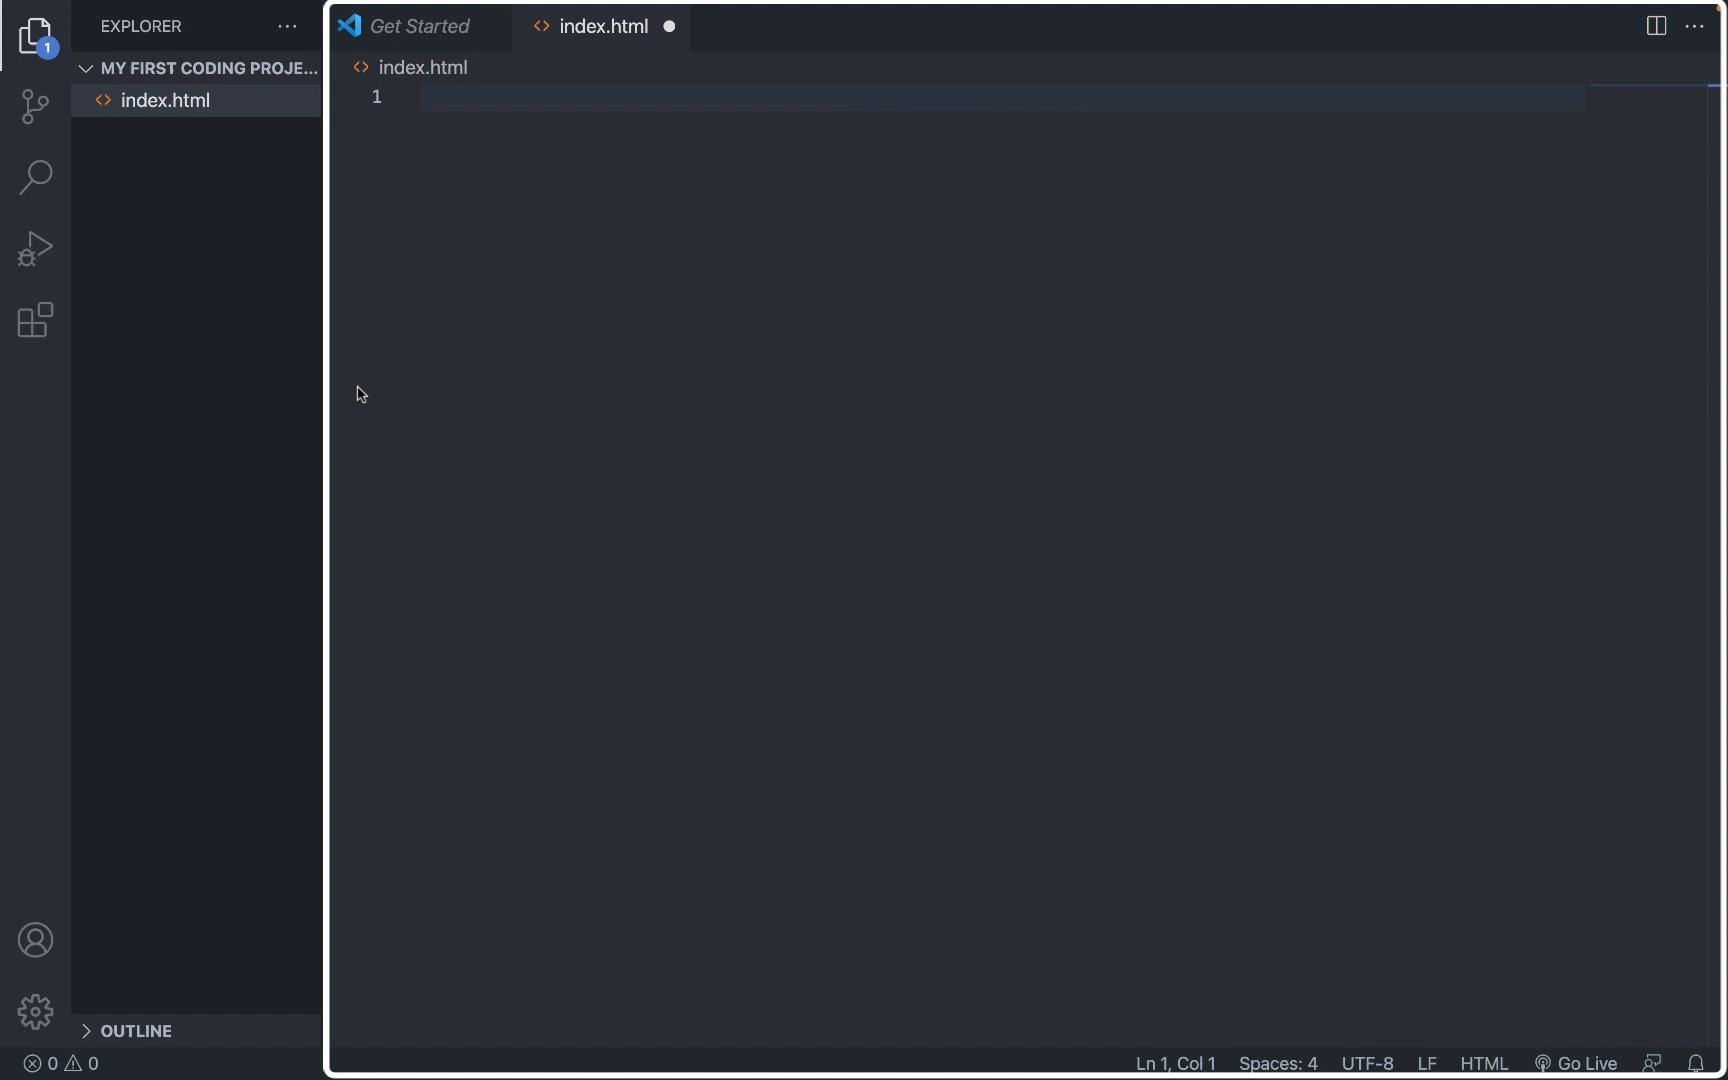 EXPLORER
MY FIRST CODING PROJE...
index.html
OUTLINE
1
Get Started
index.html
index.html
1
0 0
Ln 1, Col 1 Spaces: 4 UTF-8 LF HTML Go Live